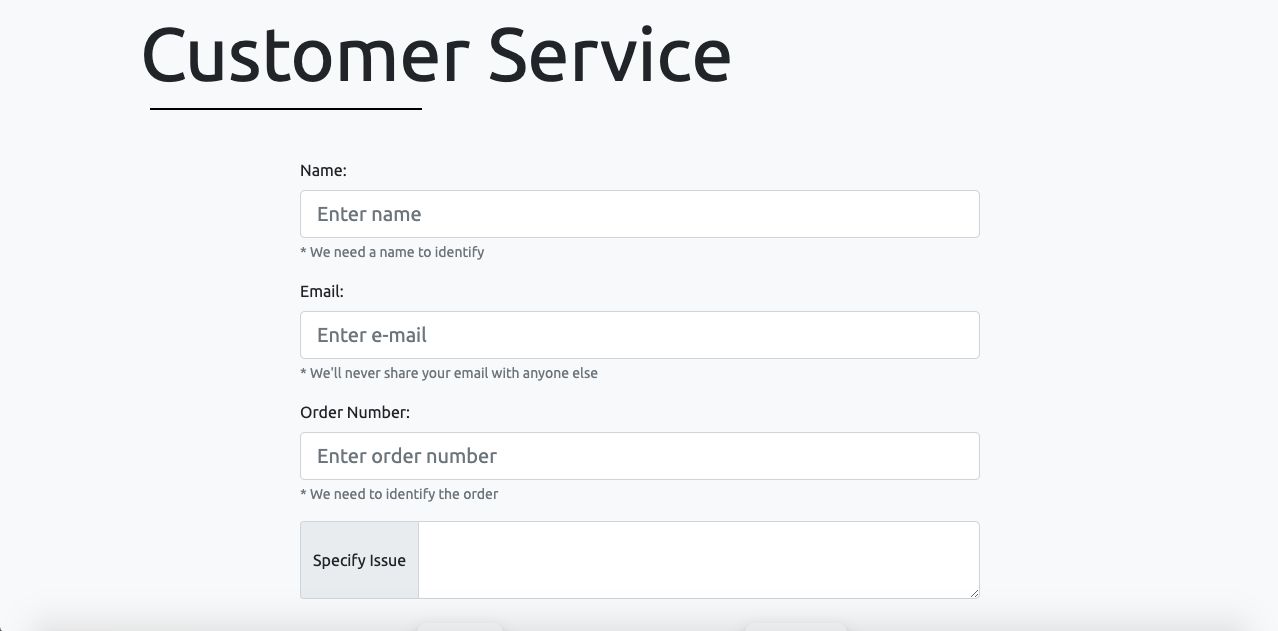 Customer Service
Name:
Enter name
* We need a name to identify
Email:
Enter e-mail
* We'll never share your email with anyone else
Order Number:
Enter order number
* We need to identify the order
Specify Issue